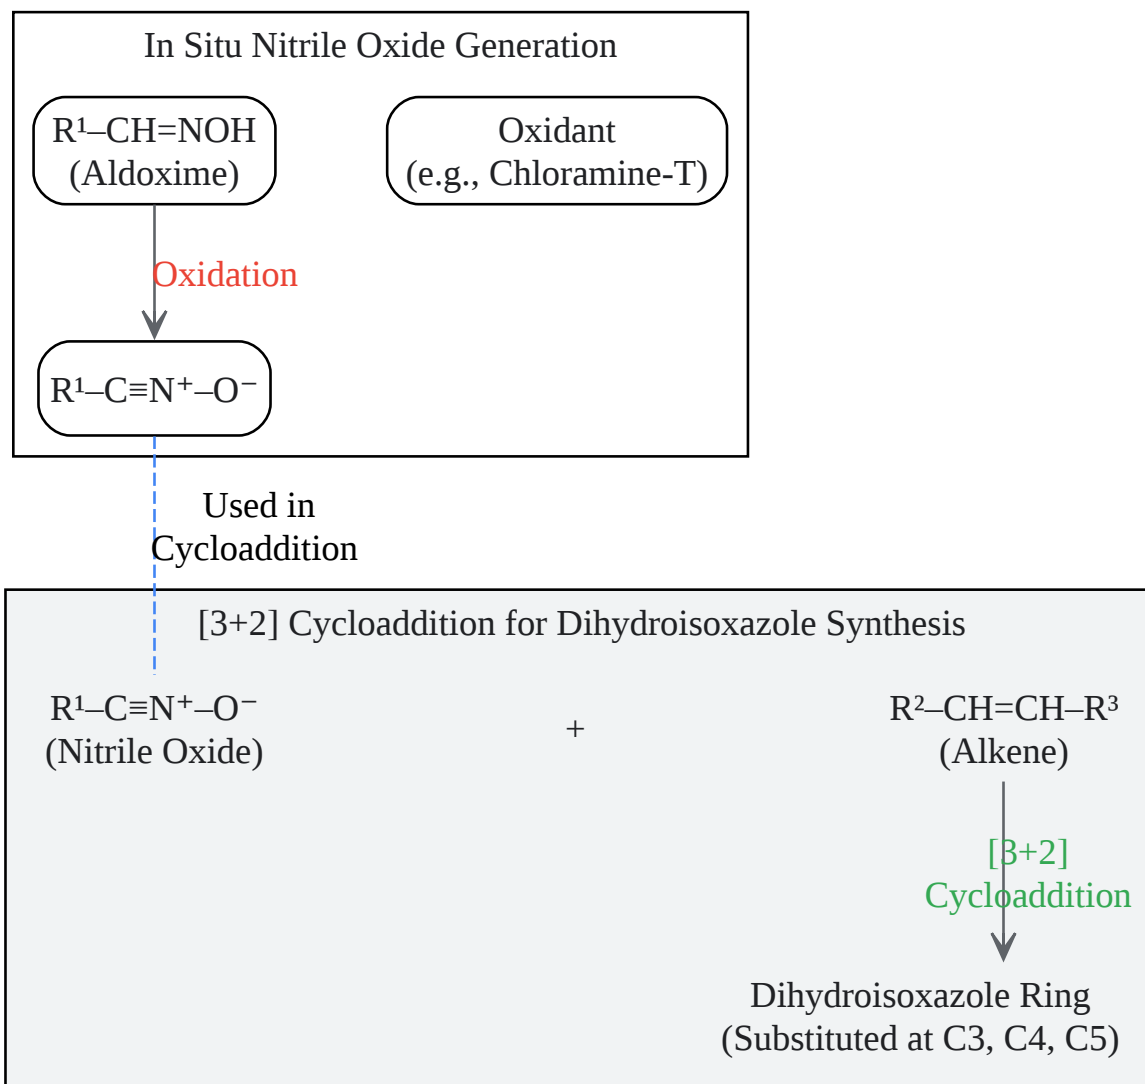 In Situ Nitrile Oxide Generation
R¹–CH=NOH
(Aldoxime)
Oxidant
(e.g., Chloramine-T)
Oxidation
R¹–C≡N⁺–O⁻
Used in
Cycloaddition
[3+2] Cycloaddition for Dihydroisoxazole Synthesis
R¹–C≡N⁺–O⁻
(Nitrile Oxide)
+
R²–CH=CH–R³
(Alkene)
[3+2]
Cycloaddition
Dihydroisoxazole Ring
(Substituted at C3, C4, C5)